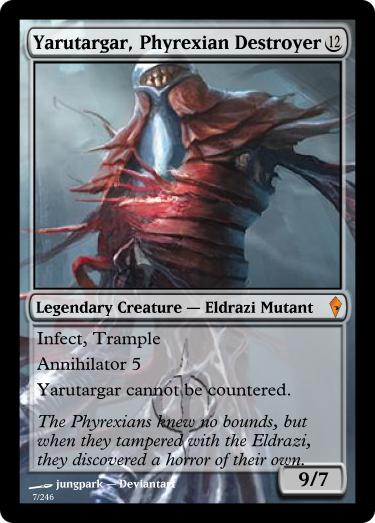 Yarutargar, Phyrexian Destroyer 12
Legendary Creature — Eldrazi Mutant
Infect, Trample
Annihilator 5
Yarutargar cannot be countered.
The Phyrexians knew no bounds, but
when they tampered with the Eldrazi,
they discovered a horror of their own.
9/7
jungpark — Deviantart
7/246